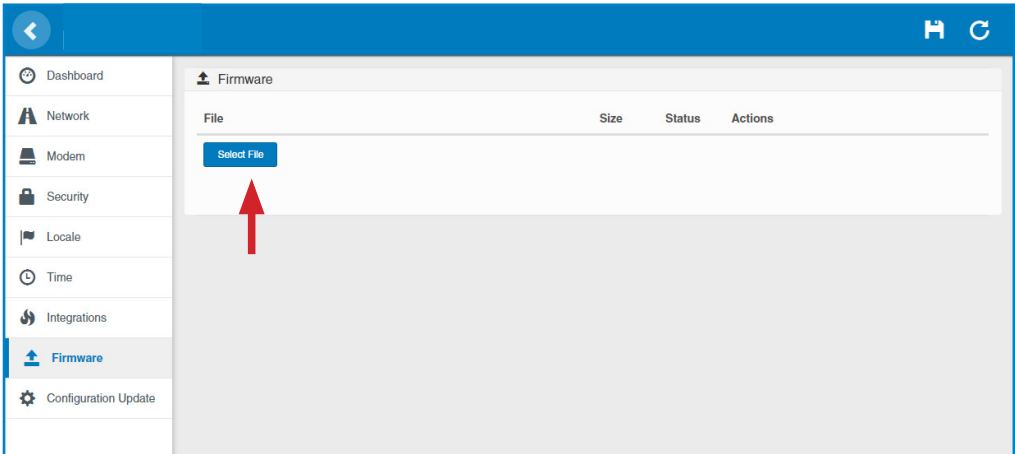 Dashboard
Network
Modem
Security
Locale
Time
Integrations
Firmware
Configuration Update
Firmware
File Size Status Actions
Select File